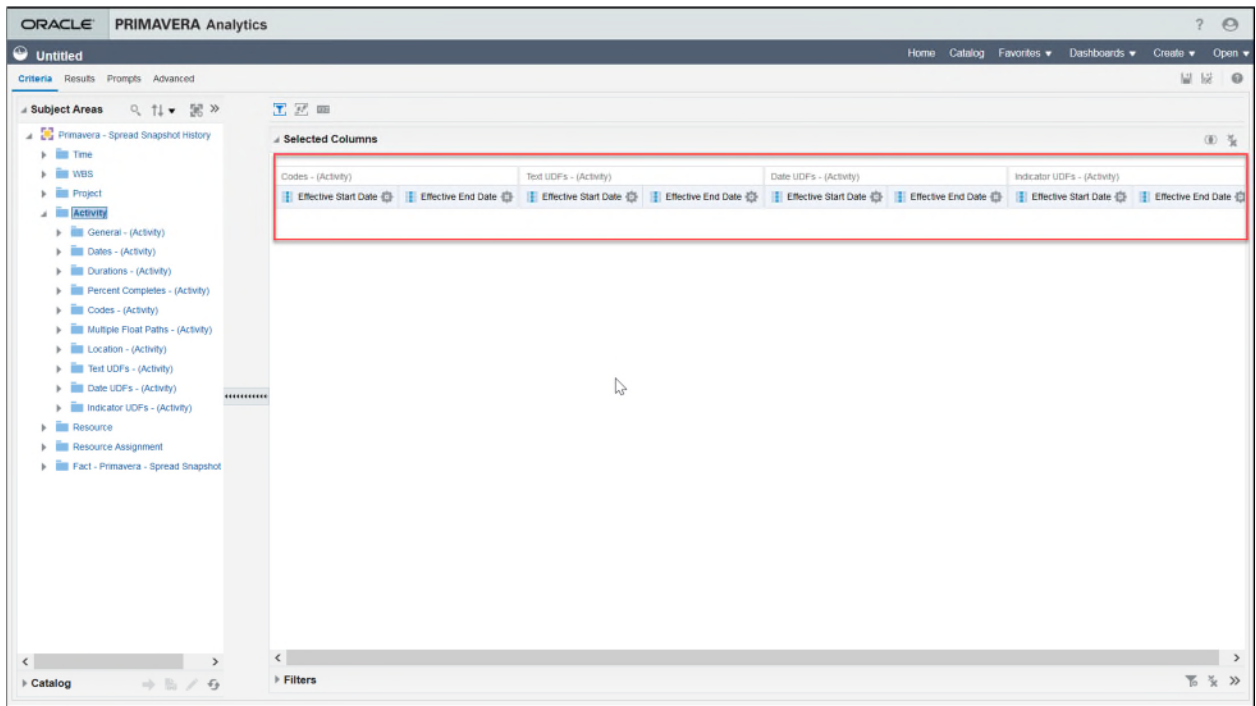 ORACLE PRIMAVERA Analytics ?
Untitled Home Catalog Favorites Dashboards Create Open
Criteria Results Prompts Advanced
Subject Areas
Primavera - Spread Snapshot History
Time
WBS
Project
Activity
General - (Activity)
Dates - (Activity)
Durations - (Activity)
Percent Completes - (Activity)
Codes - (Activity)
Multiple Float Paths - (Activity)
Location - (Activity)
Text UDFs - (Activity)
Date UDFs - (Activity)
Indicator UDFs - (Activity)
Resource
Resource Assignment
Fact - Primavera - Spread Snapshot
Catalog
Selected Columns
Codes - (Activity) Text UDFs - (Activity) Date UDFs - (Activity) Indicator UDFs - (Activity)
Effective Start Date Effective End Date Effective Start Date Effective End Date Effective Start Date Effective End Date Effective Start Date Effective End Date
Filters